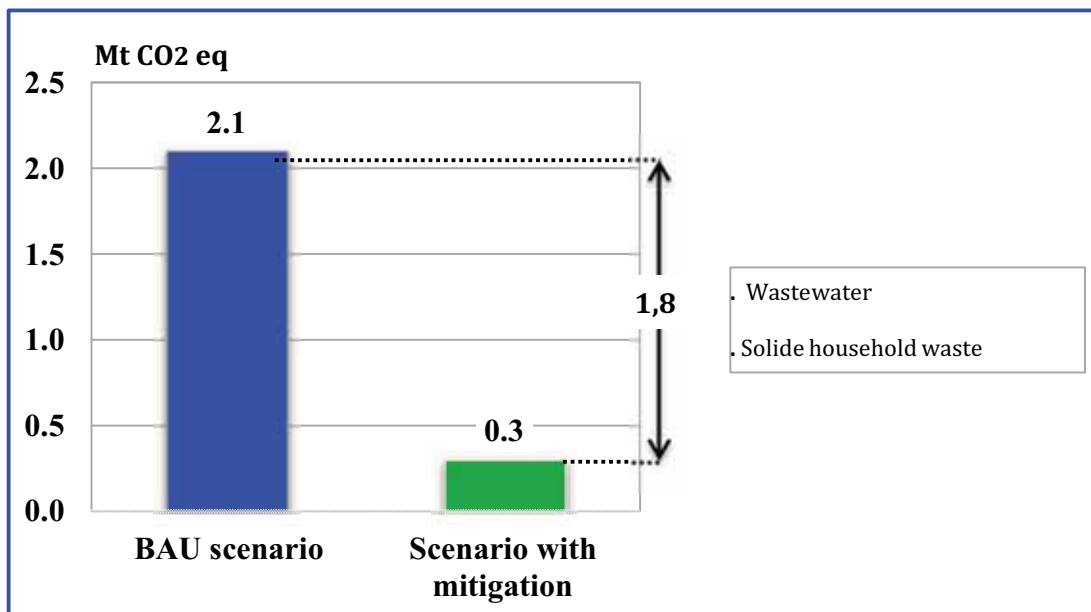 Mt CO2 eq
2.5
2.1
2.0
1.5
1,8
1.0
0.5
0.3
0.0
BAU scenario
Scenario with
mitigation
. Wastewater
. Solide household waste